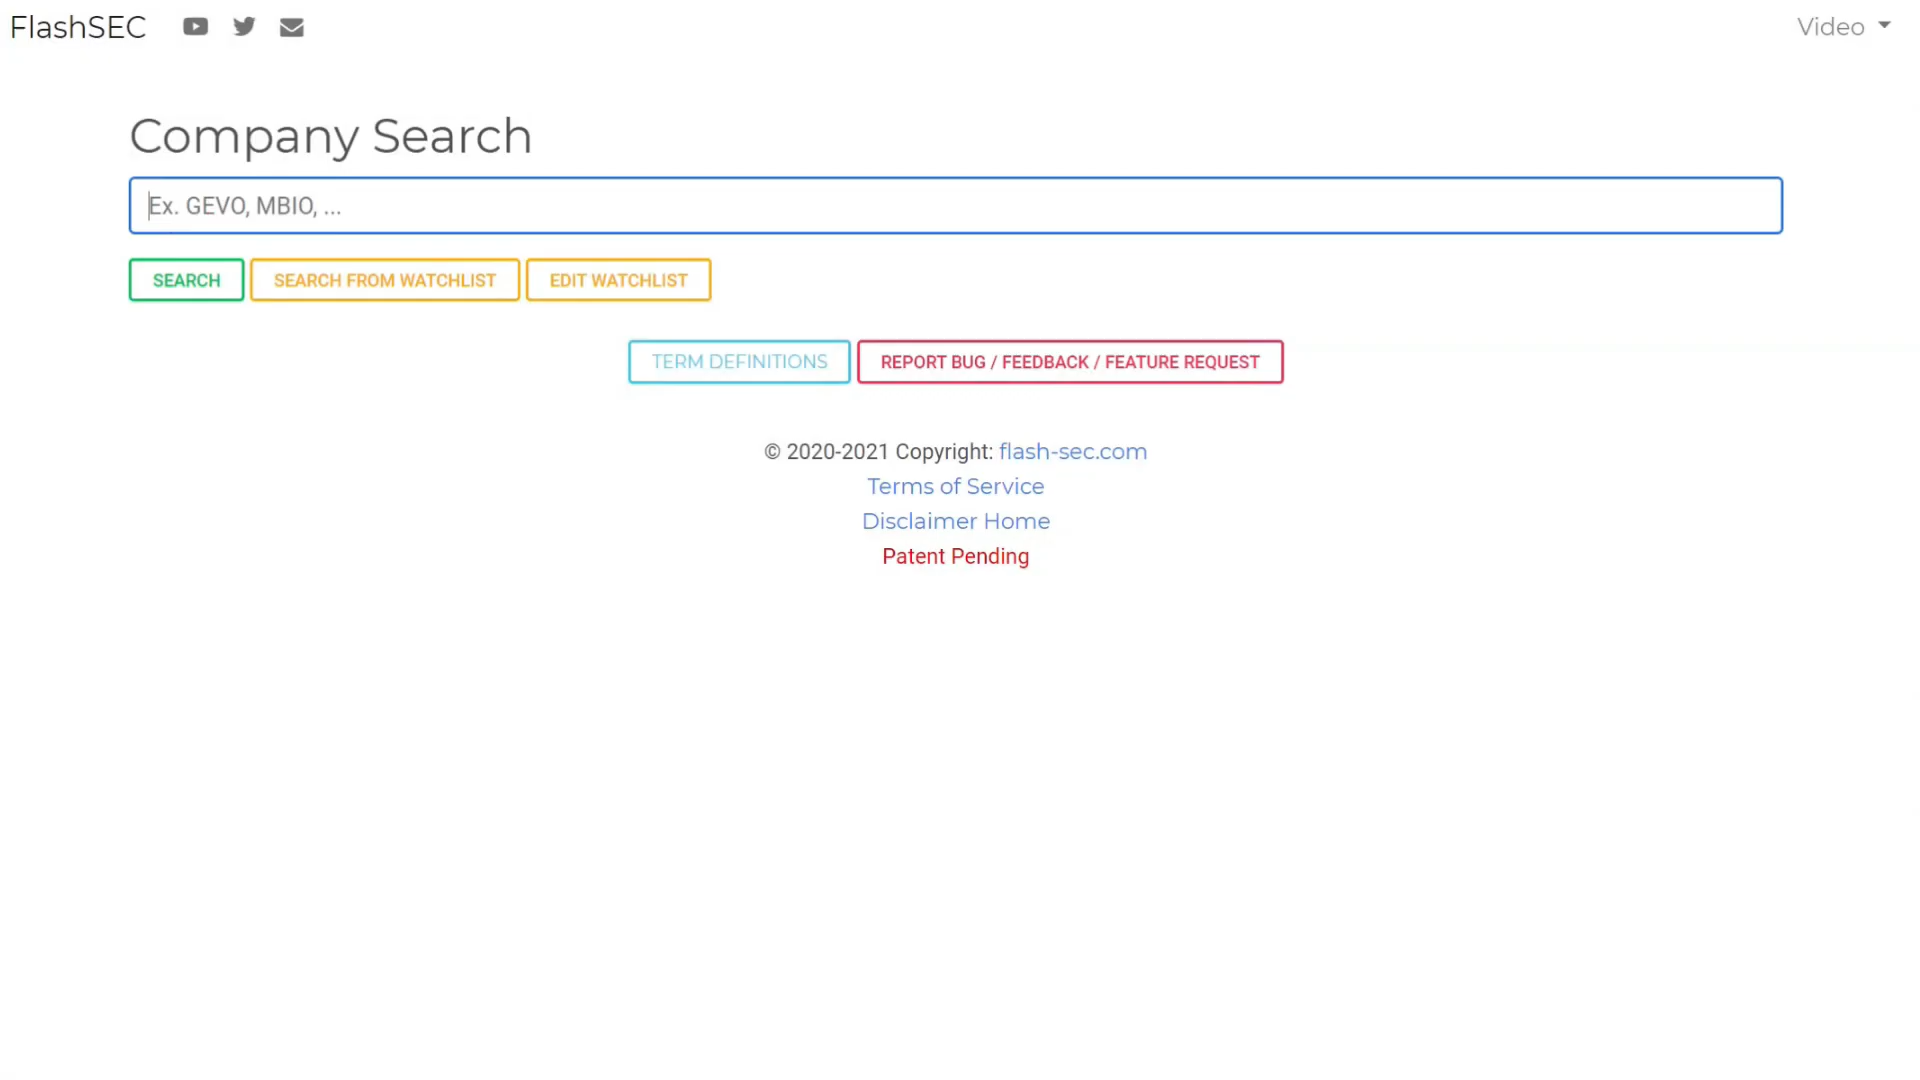 FlashSEC
Video
Company Search
Ex. GEVO, MBIO, ...
SEARCH
SEARCH FROM WATCHLIST
EDIT WATCHLIST
TERM DEFINITIONS
REPORT BUG / FEEDBACK / FEATURE REQUEST
© 2020-2021 Copyright: flash-sec.com
Terms of Service
Disclaimer Home
Patent Pending